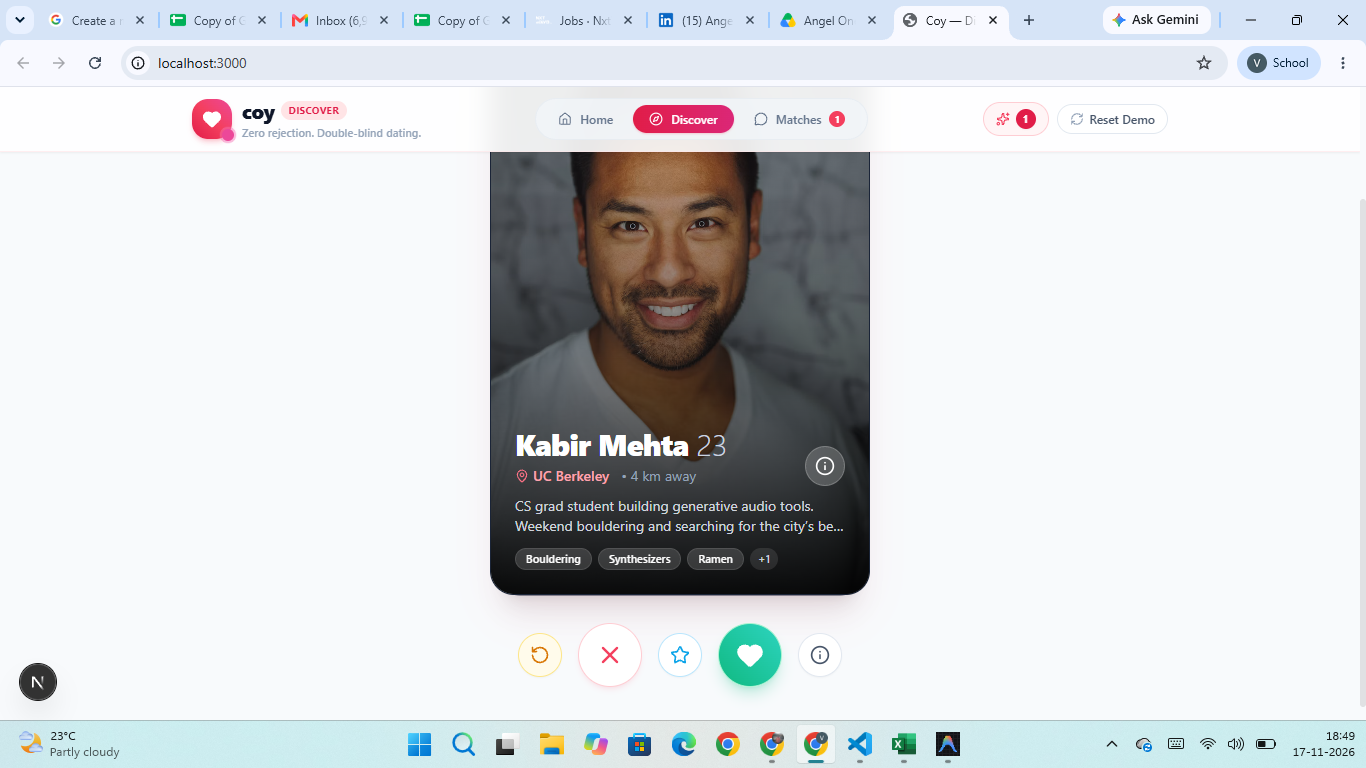 Create a r
Copy of G
Inbox (6,9
Copy of G
Jobs · Nxt
(15) Ange
Angel On
Coy — Di
Ask Gemini
localhost:3000
V School
coy DISCOVER
Zero rejection. Double-blind dating.
Home
Discover
Matches 1
1
Reset Demo
Kabir Mehta 23
UC Berkeley • 4 km away
CS grad student building generative audio tools.
Weekend bouldering and searching for the city's be...
Bouldering Synthesizers Ramen +1
N
23°C
Partly cloudy
18:49
17-11-2026